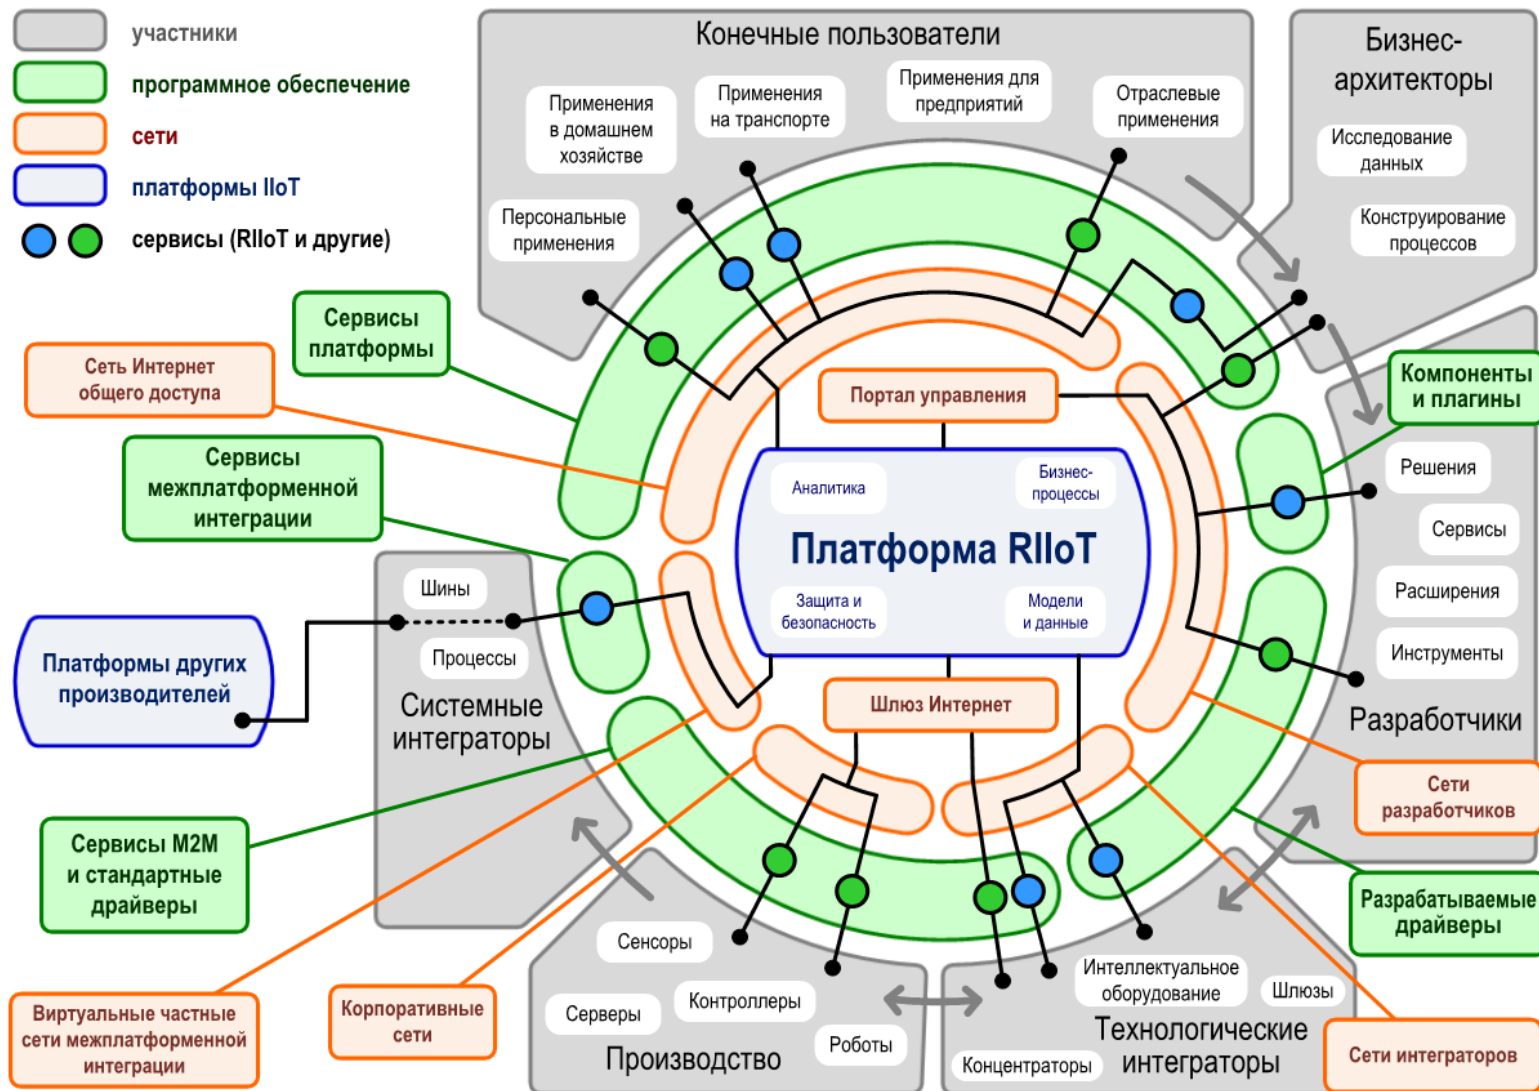 участники
программное обеспечение
сети
платформы IIoT
сервисы (RIIoT и другие)
Конечные пользователи
Применения
в домашнем
хозяйстве
Применения
на транспорте
Применения для
предприятий
Отраслевые
применения
Персональные
применения
Бизнес-
архитекторы
Исследование
данных
Конструирование
процессов
Сервисы
платформы
Сеть Интернет
общего доступа
Сервисы
межплатформенной
интеграции
Портал управления
Компоненты
и плагины
Аналитика
Бизнес-
процессы
Платформа RIIoT
Защита и
безопасность
Модели
и данные
Решения
Сервисы
Расширения
Инструменты
Разработчики
Шины
Процессы
Системные
интеграторы
Платформы других
производителей
Шлюз Интернет
Сети
разработчиков
Сервисы M2M
и стандартные
драйверы
Разрабатываемые
драйверы
Виртуальные частные
сети межплатформенной
интеграции
Корпоративные
сети
Сенсоры
Серверы
Контроллеры
Роботы
Производство
Интеллектуальное
оборудование
Шлюзы
Концентраторы
Технологические
интеграторы
Сети интеграторов